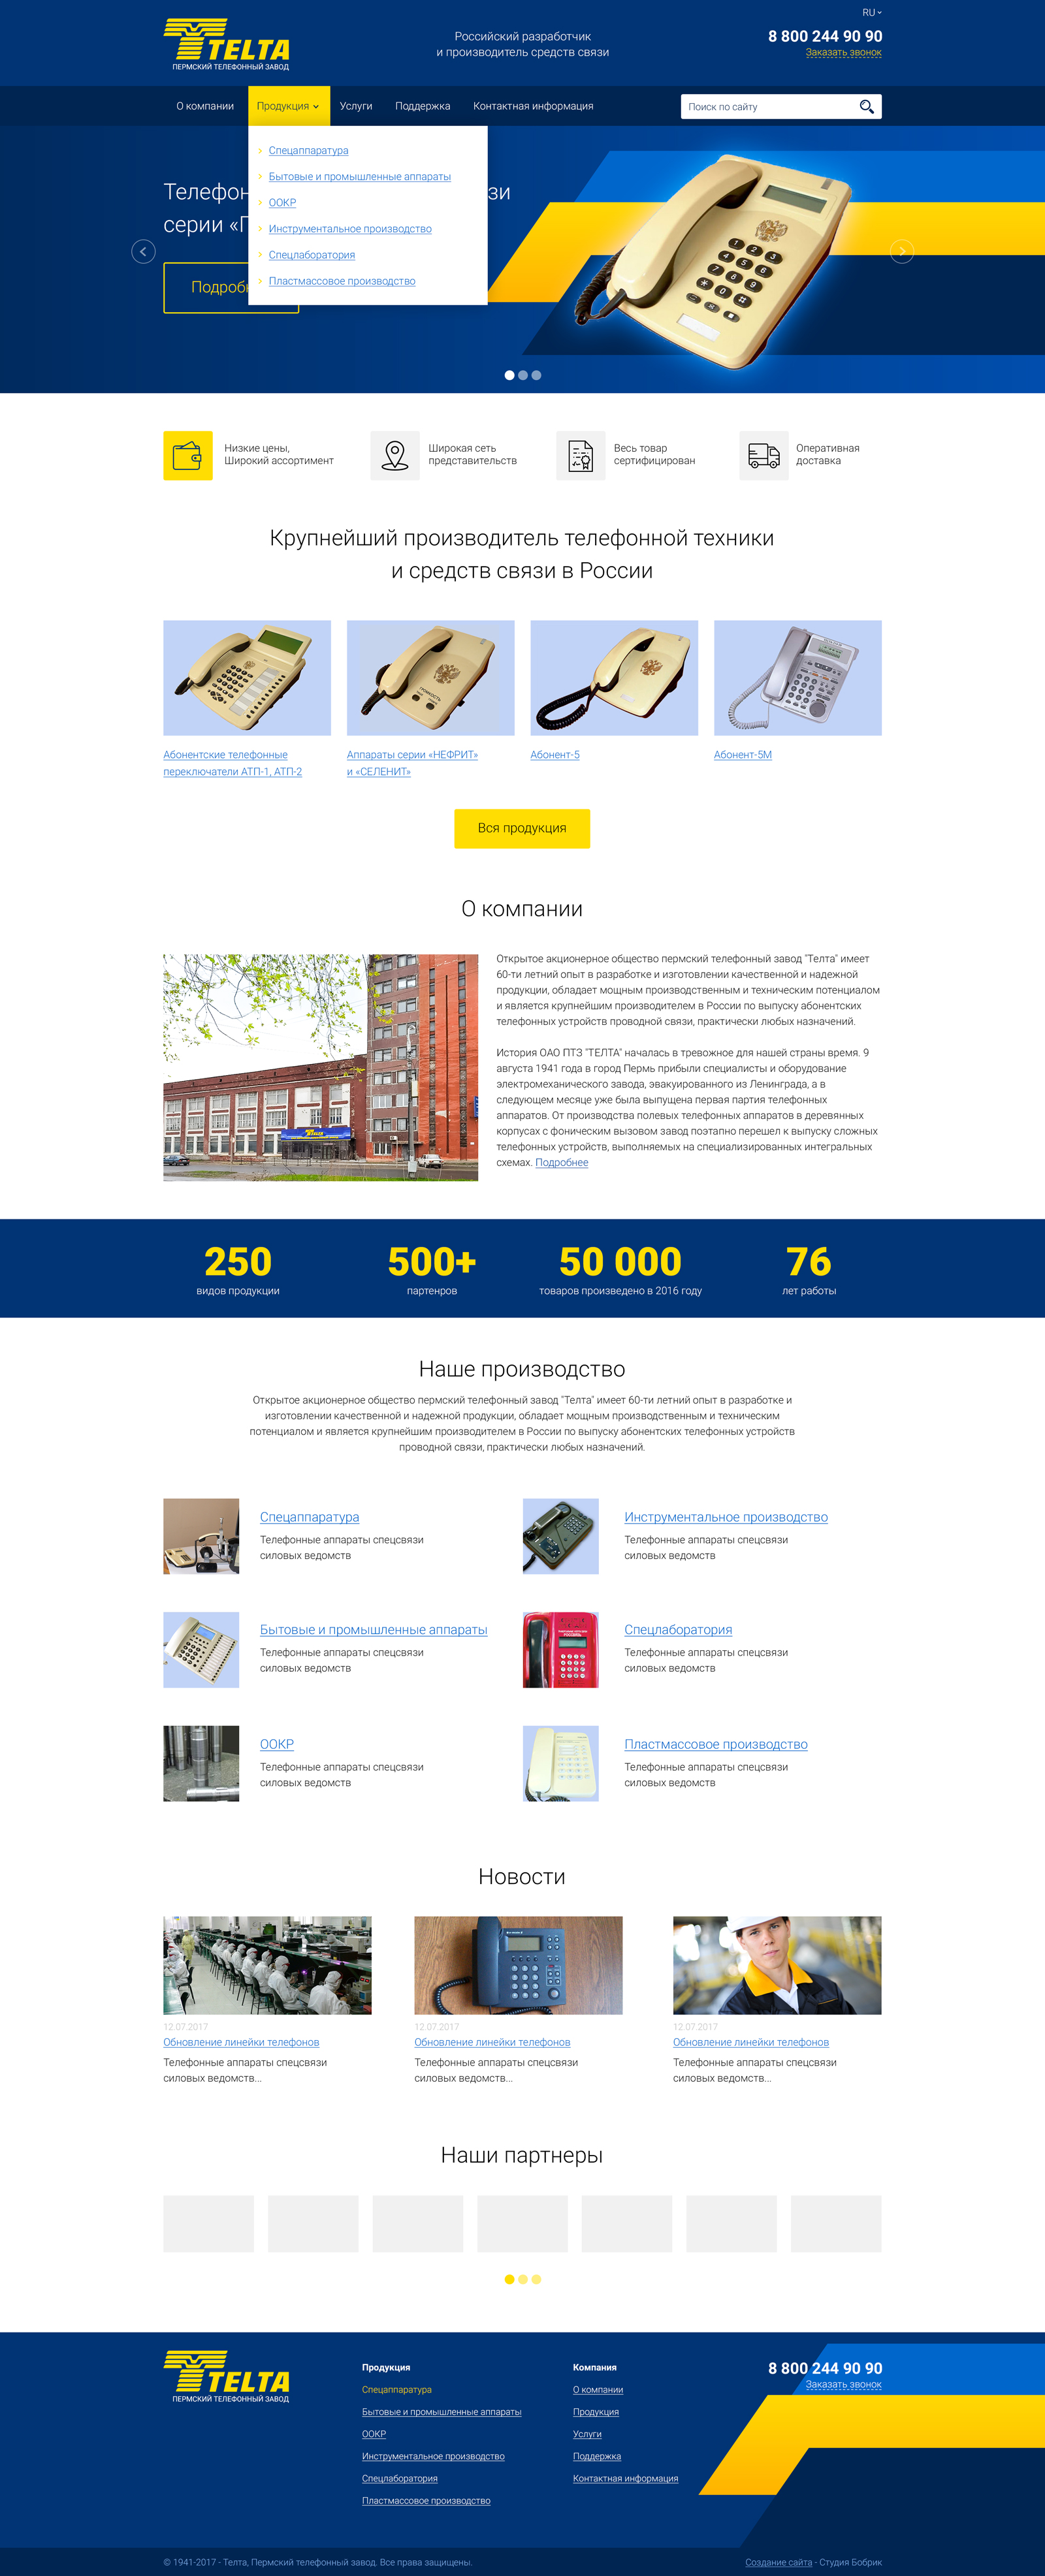 RU
TELTA
ПЕРМСКИЙ ТЕЛЕФОННЫЙ ЗАВОД
Российский разработчик
и производитель средств связи
8 800 244 90 90
Заказать звонок
О компании
Продукция
Услуги
Поддержка
Контактная информация
Поиск по сайту
Спецаппаратура
Бытовые и промышленные аппараты
ООКР
Инструментальное производство
Спецлаборатория
Пластмассовое производство
Телефон
зи
серии «П
Подробн
Низкие цены,
Широкий ассортимент
Широкая сеть
представительств
Весь товар
сертифицирован
Оперативная
доставка
Крупнейший производитель телефонной техники
и средств связи в России
Абонентские телефонные
переключатели АТП-1, АТП-2
Аппараты серии «НЕФРИТ»
и «СЕЛЕНИТ»
Абонент-5
Абонент-5М
Вся продукция
О компании
Открытое акционерное общество пермский телефонный завод "Телта" имеет
60-ти летний опыт в разработке и изготовлении качественной и надежной
продукции, обладает мощным производственным и техническим потенциалом
и является крупнейшим производителем в России по выпуску абонентских
телефонных устройств проводной связи, практически любых назначений.
История ОАО ПТЗ "ТЕЛТА" началась в тревожное для нашей страны время. 9
августа 1941 года в город Пермь прибыли специалисты и оборудование
электромеханического завода, эвакуированного из Ленинграда, а в
следующем месяце уже была выпущена первая партия телефонных
аппаратов. От производства полевых телефонных аппаратов в деревянных
корпусах с фоническим вызовом завод поэтапно перешел к выпуску сложных
телефонных устройств, выполняемых на специализированных интегральных
схемах. Подробнее
250
видов продукции
500+
партенров
50 000
товаров произведено в 2016 году
76
лет работы
Наше производство
Открытое акционерное общество пермский телефонный завод "Телта" имеет 60-ти летний опыт в разработке и
изготовлении качественной и надежной продукции, обладает мощным производственным и техническим
потенциалом и является крупнейшим производителем в России по выпуску абонентских телефонных устройств
проводной связи, практически любых назначений.
Спецаппаратура
Телефонные аппараты спецсвязи
силовых ведомств
Инструментальное производство
Телефонные аппараты спецсвязи
силовых ведомств
Бытовые и промышленные аппараты
Телефонные аппараты спецсвязи
силовых ведомств
Спецлаборатория
Телефонные аппараты спецсвязи
силовых ведомств
ООКР
Телефонные аппараты спецсвязи
силовых ведомств
Пластмассовое производство
Телефонные аппараты спецсвязи
силовых ведомств
Новости
12.07.2017
Обновление линейки телефонов
Телефонные аппараты спецсвязи
силовых ведомств...
12.07.2017
Обновление линейки телефонов
Телефонные аппараты спецсвязи
силовых ведомств...
12.07.2017
Обновление линейки телефонов
Телефонные аппараты спецсвязи
силовых ведомств...
Наши партнеры
TELTA
ПЕРМСКИЙ ТЕЛЕФОННЫЙ ЗАВОД
Продукция
Спецаппаратура
Бытовые и промышленные аппараты
ООКР
Инструментальное производство
Спецлаборатория
Пластмассовое производство
Компания
О компании
Продукция
Услуги
Поддержка
Контактная информация
8 800 244 90 90
Заказать звонок
© 1941-2017 - Телта, Пермский телефонный завод. Все права защищены.
Создание сайта - Студия Бобрик